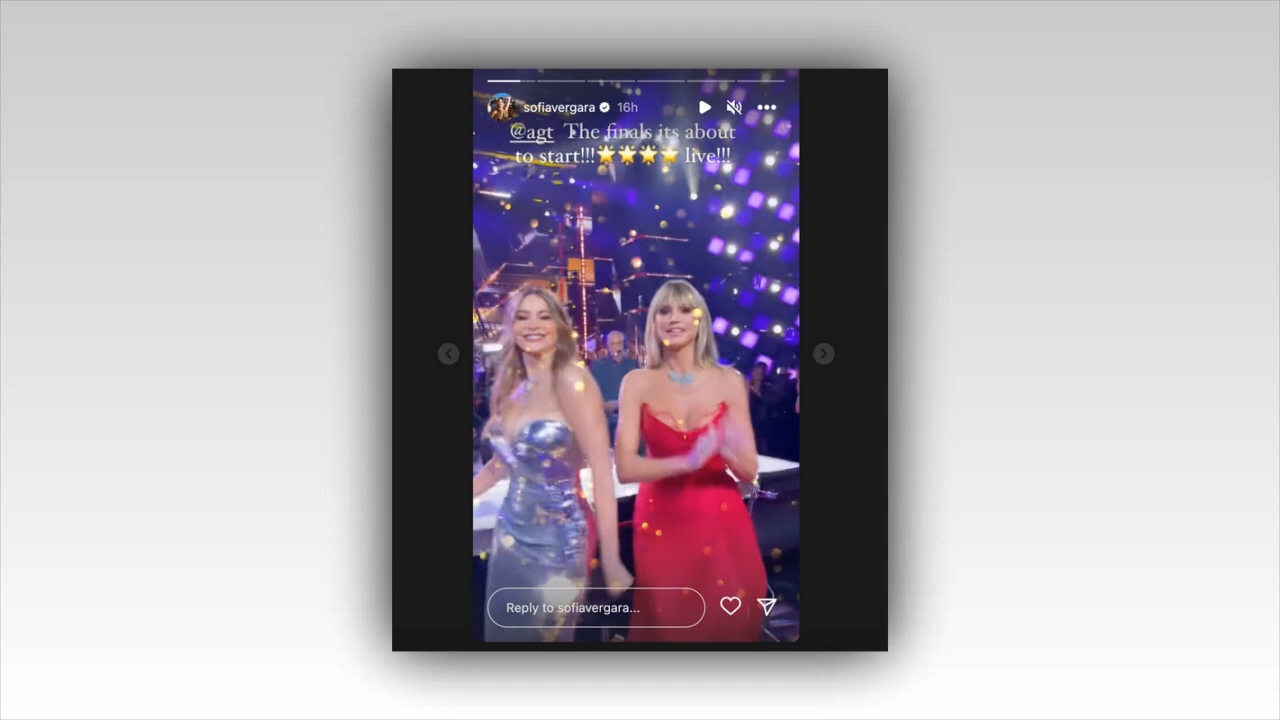 sofiavergara 16h
@agt The finals its about
to start!!!🌟🌟🌟🌟 live!!!
Reply to sofiavergara...